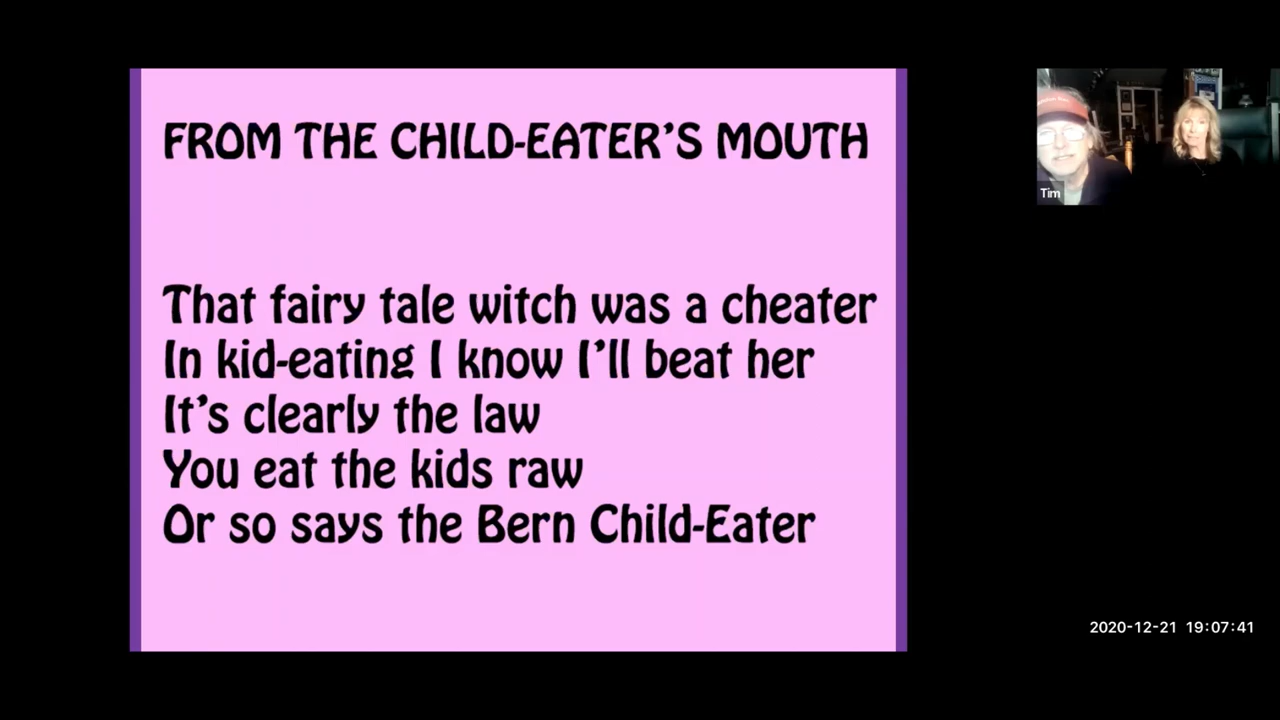 FROM THE CHILD-EATER'S MOUTH
That fairy tale witch was a cheater
In kid-eating I know I'll beat her
It's clearly the law
You eat the kids raw
Or so says the Bern Child-Eater
Tim
2020-12-21 19:07:41